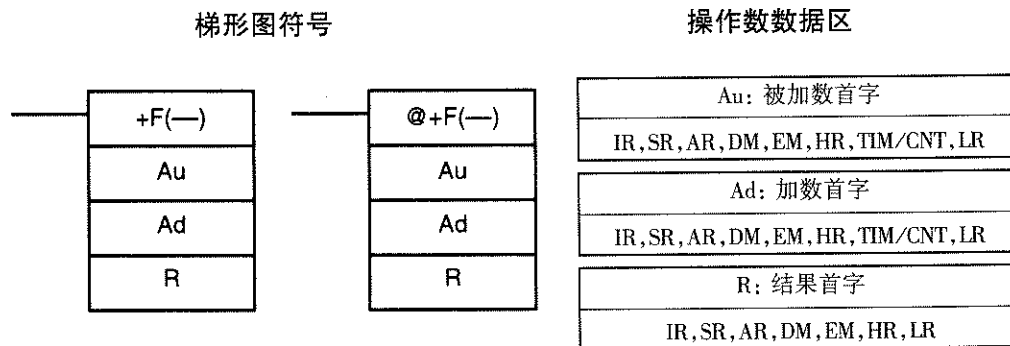 梯形图符号
操作数数据区
+F(—)
Au
Ad
R
@+F(—)
Au
Ad
R
Au: 被加数首字
IR,SR,AR,DM,EM,HR,TIM/CNT,LR
Ad: 加数首字
IR,SR,AR,DM,EM,HR,TIM/CNT,LR
R: 结果首字
IR,SR,AR,DM,EM,HR,LR